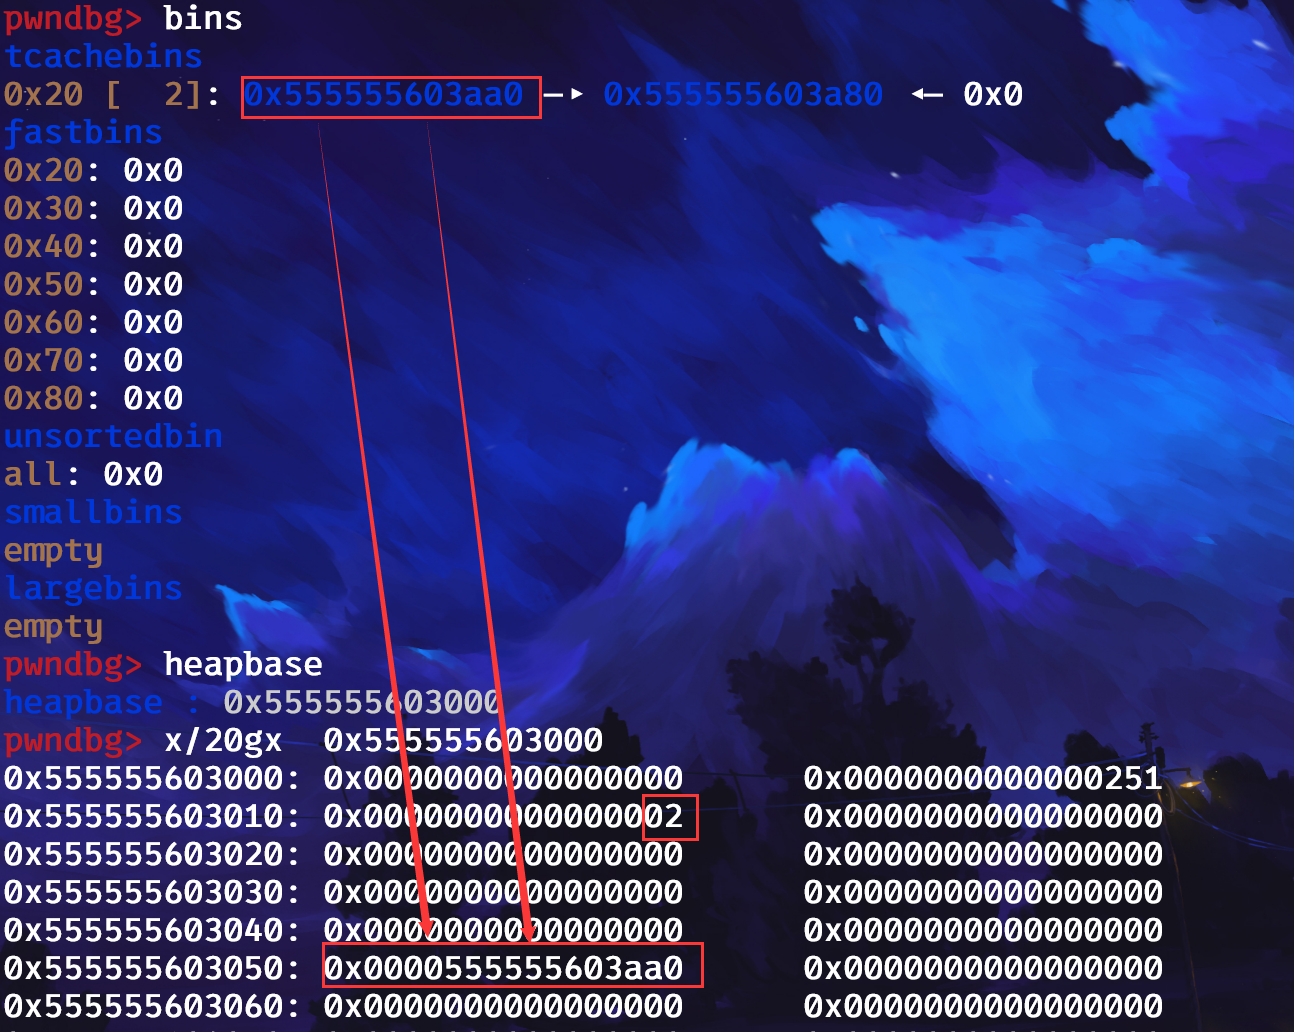 pwndbg> bins
tcachebins
0x20 [  2]: 0x555555603aa0 —▸ 0x555555603a80 ◂— 0x0
fastbins
0x20: 0x0
0x30: 0x0
0x40: 0x0
0x50: 0x0
0x60: 0x0
0x70: 0x0
0x80: 0x0
unsortedbin
all: 0x0
smallbins
empty
largebins
empty
pwndbg> heapbase
heapbase : 0x555555603000
pwndbg> x/20gx  0x555555603000
0x555555603000: 0x0000000000000000 0x0000000000000251
0x555555603010: 0x0000000000000002 0x0000000000000000
0x555555603020: 0x0000000000000000 0x0000000000000000
0x555555603030: 0x0000000000000000 0x0000000000000000
0x555555603040: 0x0000000000000000 0x0000000000000000
0x555555603050: 0x0000555555603aa0 0x0000000000000000
0x555555603060: 0x0000000000000000 0x0000000000000000